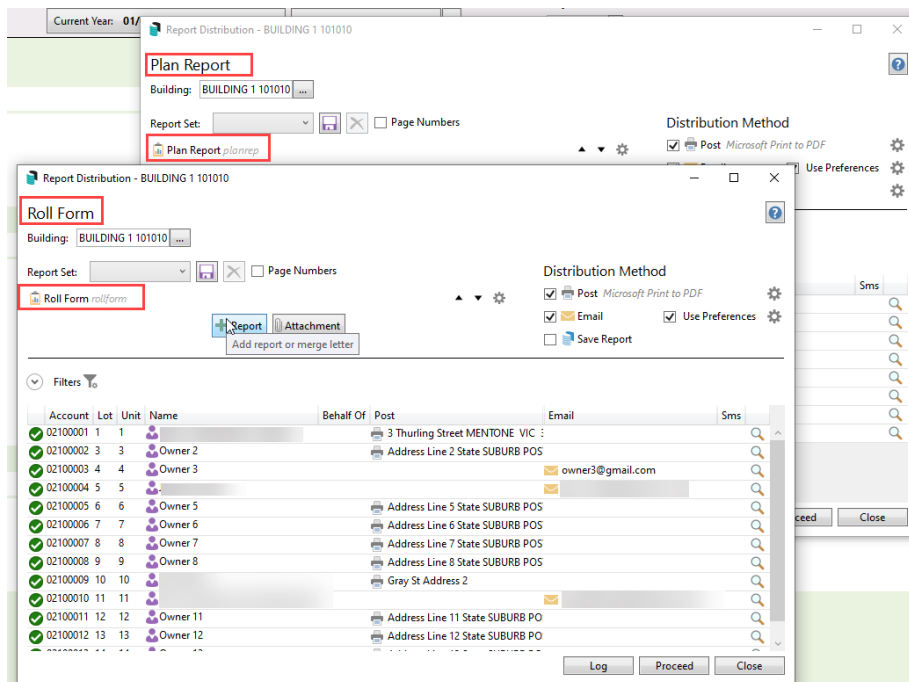 Current Year: 01/
Report Distribution - BUILDING 1 101010
Plan Report
Building: BUILDING 1 101010 ...
Report Set: Page Numbers
Distribution Method
Plan Report planrep
Post Microsoft Print to PDF
Use Preferences
Sms
ceed Close
Report Distribution - BUILDING 1 101010
Roll Form
Building: BUILDING 1 101010 ...
Report Set: Page Numbers
Distribution Method
Roll Form rollform
Post Microsoft Print to PDF
Report Attachment
Email Use Preferences
Add report or merge letter
Save Report
Filters
Account Lot Unit Name Behalf Of Post Email Sms
02100001 1 1 3 Thurling Street MENTONE VIC
02100002 3 3 Owner 2 Address Line 2 State SUBURB POS
02100003 4 4 Owner 3 owner3@gmail.com
02100004 5 5
02100005 6 6 Owner 5 Address Line 5 State SUBURB POS
02100006 7 7 Owner 6 Address Line 6 State SUBURB POS
02100007 8 8 Owner 7 Address Line 7 State SUBURB POS
02100008 9 9 Owner 8 Address Line 8 State SUBURB POS
02100009 10 10 Gray St Address 2
02100010 11 11
02100011 12 12 Owner 11 Address Line 11 State SUBURB PO
02100012 13 13 Owner 12 Address Line 12 State SUBURB PO
Log Proceed Close